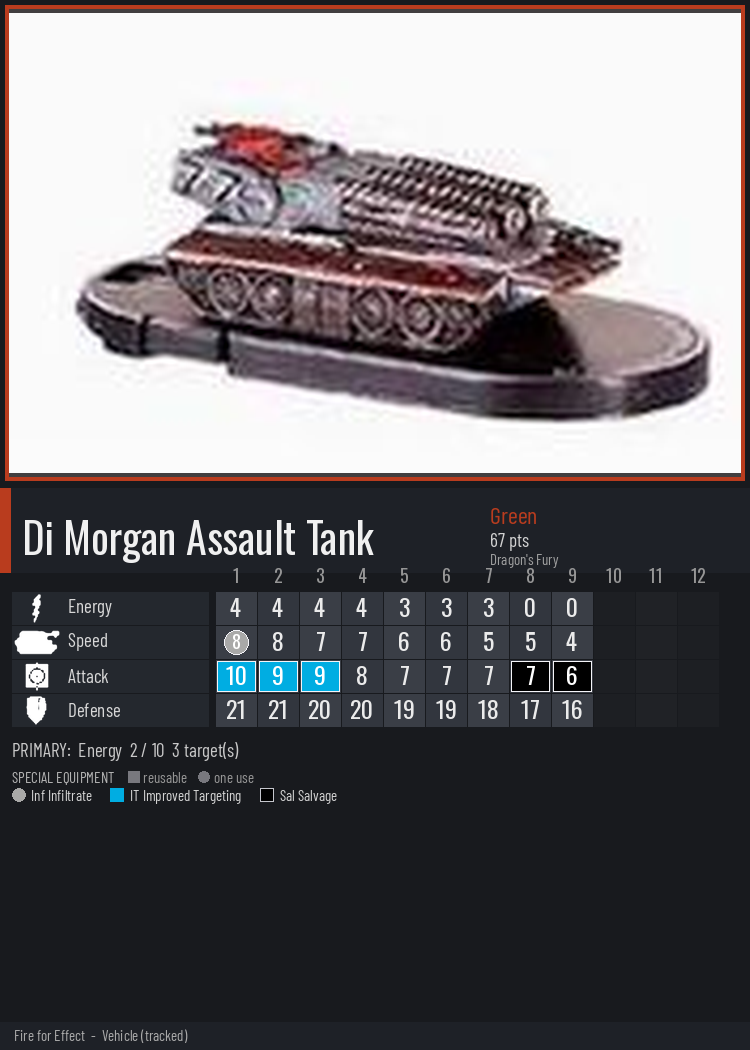 Di Morgan Assault Tank
Green
67 pts
Dragon's Fury
1 2 3 4 5 6 7 8 9 10 11 12
Energy 4 4 4 4 3 3 3 0 0
Speed 8 8 7 7 6 6 5 5 4
Attack 10 9 9 8 7 7 7 7 6
Defense 21 21 20 20 19 19 18 17 16
PRIMARY: Energy 2 / 10 3 target(s)
SPECIAL EQUIPMENT reusable one use
Inf Infiltrate IT Improved Targeting Sal Salvage
Fire for Effect - Vehicle (tracked)